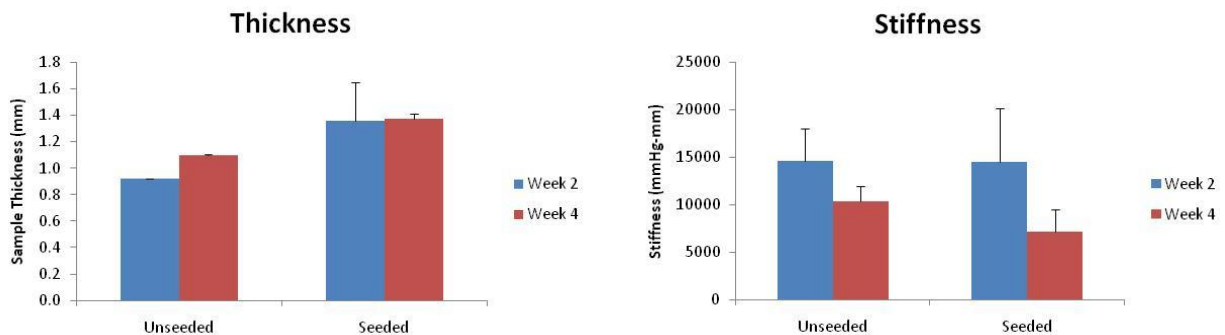 Thickness
Sample Thickness (mm)
1.8
1.6
1.4
1.2
1.0
0.8
0.6
0.4
0.2
0.0
Unseeded
Seeded
Week 2
Week 4
Stiffness
Stiffness (mmHg-mm)
25000
20000
15000
10000
5000
0
Unseeded
Seeded
Week 2
Week 4